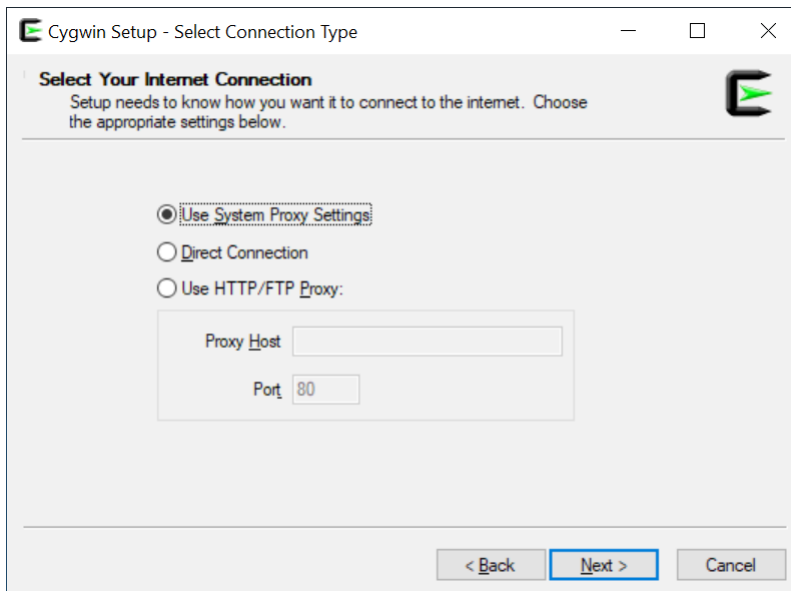 Cygwin Setup - Select Connection Type
Select Your Internet Connection
Setup needs to know how you want it to connect to the internet.  Choose
the appropriate settings below.
Use System Proxy Settings
Direct Connection
Use HTTP/FTP Proxy:
Proxy Host
Port 80
< Back Next > Cancel